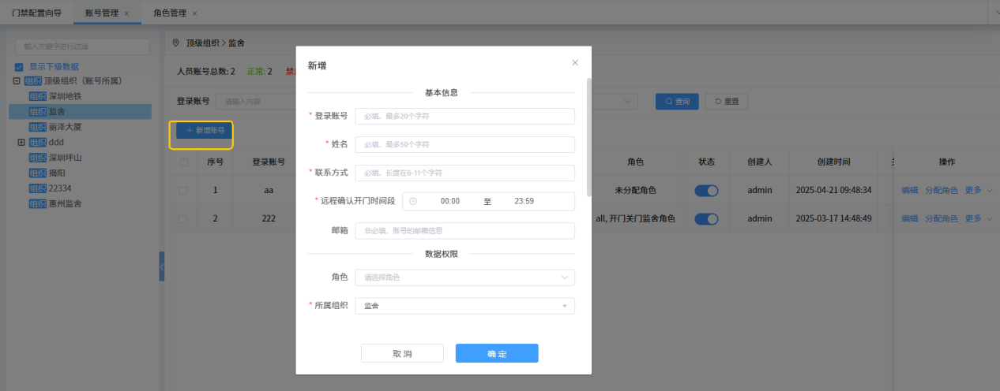 门禁配置向导 账号管理 × 角色管理 ×
输入关键字进行过滤
显示下级数据
组织 顶级组织（账号所属）
组织 深圳地铁
组织 监舍
组织 丽泽大厦
组织 ddd
组织 深圳坪山
组织 揭阳
组织 22334
组织 惠州监舍
顶级组织 > 监舍
人员账号总数: 2 正常: 2
登录账号 请输入内容 查询 重置
+ 新增账号
序号 登录账号 角色 状态 创建人 创建时间 操作
1 aa 未分配角色 admin 2025-04-21 09:48:34 编辑 分配角色 更多
2 222 all, 开门关门监舍角色 admin 2025-03-17 14:48:49 编辑 分配角色 更多
新增
基本信息
* 登录账号 必填，最多20个字符
* 姓名 必填，最多50个字符
* 联系方式 必填，长度在6-11个字符
* 远程确认开门时间段 00:00 至 23:59
邮箱 非必填，账号的邮箱信息
数据权限
角色 请选择角色
* 所属组织 监舍
取消 确定